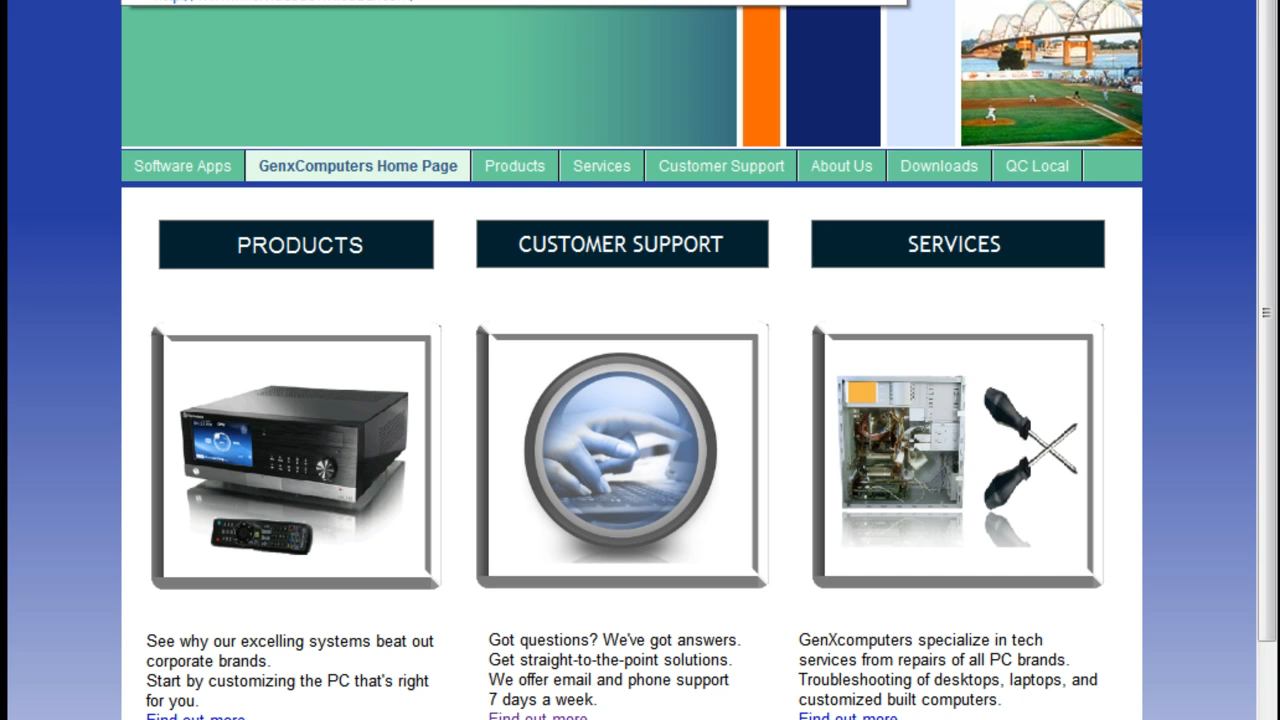 Software Apps
GenxComputers Home Page
Products
Services
Customer Support
About Us
Downloads
QC Local
PRODUCTS
CUSTOMER SUPPORT
SERVICES
See why our excelling systems beat out
corporate brands.
Start by customizing the PC that's right
for you.
Find out more
Got questions? We've got answers.
Get straight-to-the-point solutions.
We offer email and phone support
7 days a week.
Find out more
GenXcomputers specialize in tech
services from repairs of all PC brands.
Troubleshooting of desktops, laptops, and
customized built computers.
Find out more